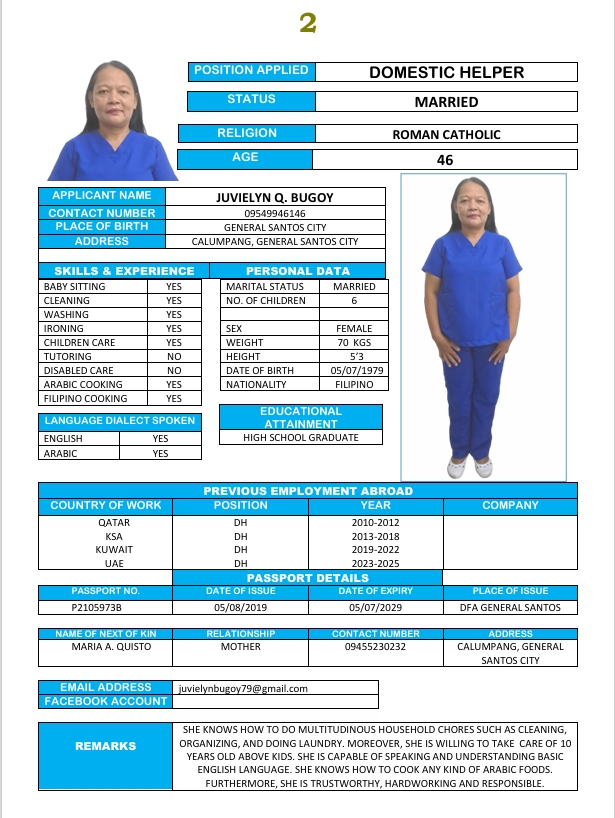 2
POSITION APPLIED DOMESTIC HELPER
STATUS MARRIED
RELIGION ROMAN CATHOLIC
AGE 46
APPLICANT NAME JUVIELYN Q. BUGOY
CONTACT NUMBER 09549946146
PLACE OF BIRTH GENERAL SANTOS CITY
ADDRESS CALUMPANG, GENERAL SANTOS CITY
SKILLS & EXPERIENCE PERSONAL DATA
BABY SITTING YES MARITAL STATUS MARRIED
CLEANING YES NO. OF CHILDREN 6
WASHING YES
IRONING YES SEX FEMALE
CHILDREN CARE YES WEIGHT 70 KGS
TUTORING NO HEIGHT 5’3
DISABLED CARE NO DATE OF BIRTH 05/07/1979
ARABIC COOKING YES NATIONALITY FILIPINO
FILIPINO COOKING YES
LANGUAGE DIALECT SPOKEN
ENGLISH YES
ARABIC YES
EDUCATIONAL
ATTAINMENT
HIGH SCHOOL GRADUATE
PREVIOUS EMPLOYMENT ABROAD
COUNTRY OF WORK POSITION YEAR COMPANY
QATAR DH 2010-2012
KSA DH 2013-2018
KUWAIT DH 2019-2022
UAE DH 2023-2025
PASSPORT DETAILS
PASSPORT NO. DATE OF ISSUE DATE OF EXPIRY PLACE OF ISSUE
P2105973B 05/08/2019 05/07/2029 DFA GENERAL SANTOS
NAME OF NEXT OF KIN RELATIONSHIP CONTACT NUMBER ADDRESS
MARIA A. QUISTO MOTHER 09455230232 CALUMPANG, GENERAL
SANTOS CITY
EMAIL ADDRESS juvielynbugoy79@gmail.com
FACEBOOK ACCOUNT
REMARKS
SHE KNOWS HOW TO DO MULTITUDINOUS HOUSEHOLD CHORES SUCH AS CLEANING,
ORGANIZING, AND DOING LAUNDRY. MOREOVER, SHE IS WILLING TO TAKE CARE OF 10
YEARS OLD ABOVE KIDS. SHE IS CAPABLE OF SPEAKING AND UNDERSTANDING BASIC
ENGLISH LANGUAGE. SHE KNOWS HOW TO COOK ANY KIND OF ARABIC FOODS.
FURTHERMORE, SHE IS TRUSTWORTHY, HARDWORKING AND RESPONSIBLE.